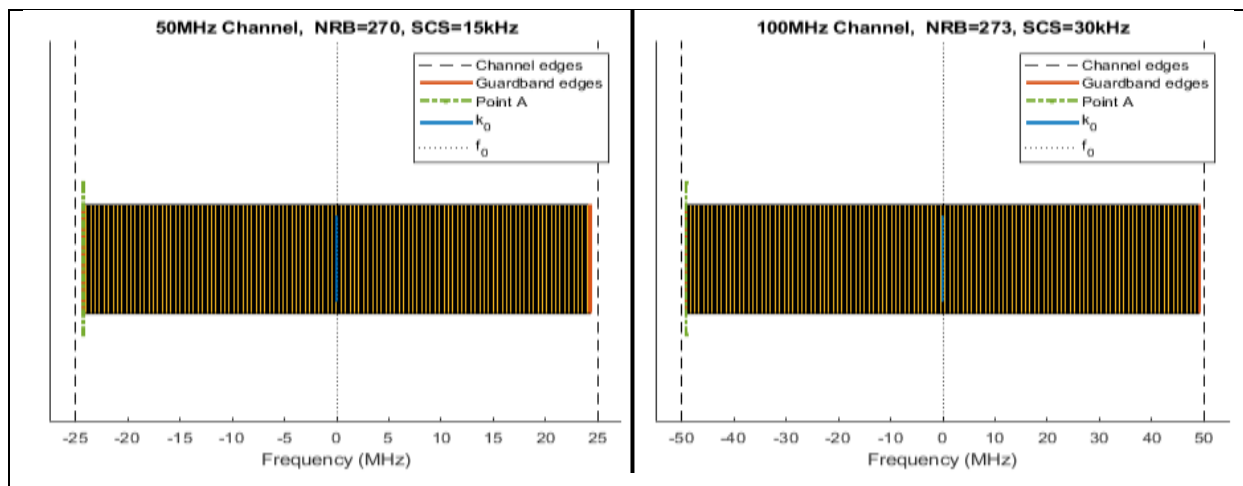 50MHz Channel, NRB=270, SCS=15kHz
Channel edges
Guardband edges
Point A
k0
f0
-25 -20 -15 -10 -5 0 5 10 15 20 25
Frequency (MHz)
100MHz Channel, NRB=273, SCS=30kHz
Channel edges
Guardband edges
Point A
k0
f0
-50 -40 -30 -20 -10 0 10 20 30 40 50
Frequency (MHz)